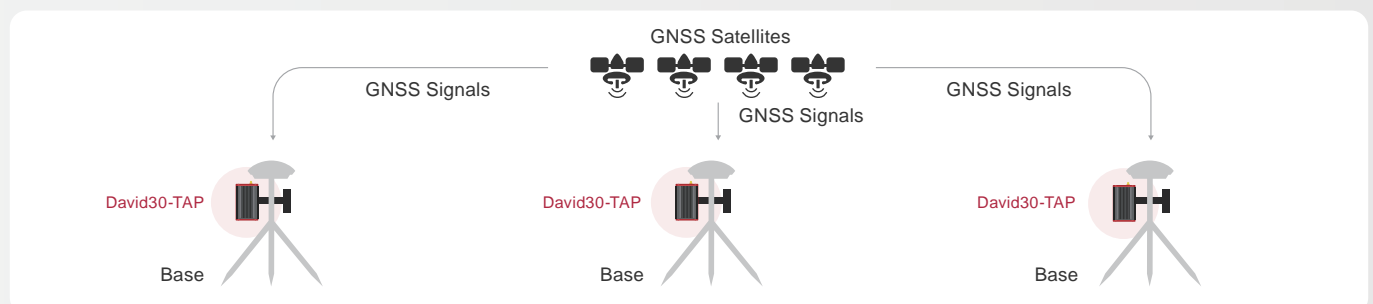 GNSS Satellites
GNSS Signals
GNSS Signals
GNSS Signals
David30-TAP
David30-TAP
David30-TAP
Base
Base
Base